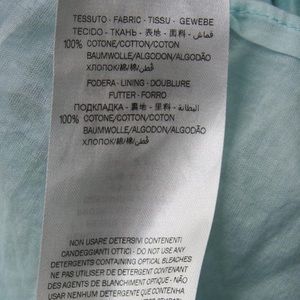 TESSUTO - FABRIC - TISSU - GEWEBE
TECIDO - ТКАНЬ - 表地 - 面料 - قماش
100% COTONE/COTTON/COTON
BAUMWOLLE/ALGODON/ALGODÃO
ХЛОПОК/綿/棉/قطن
FODERA - LINING - DOUBLURE
FUTTER - FORRO
ПОДКЛАДКА - 裏地 - 里料 - البطانة
100% COTONE/COTTON/COTON
BAUMWOLLE/ALGODON/ALGODÃO
ХЛОПОК/綿/棉/قطن
NON USARE DETERSIVI CONTENENTI
CANDEGGIANTI OTTICI - DO NOT USE ANY
DETERGENTS CONTAINING OPTICAL BLEACHES
NE PAS UTILISER DE DETERGENT CONTENANT
DES AGENTS DE BLANCHIMENT OPTIQUES
USAR NENHUM DETERGENTE QUE CONTENHA